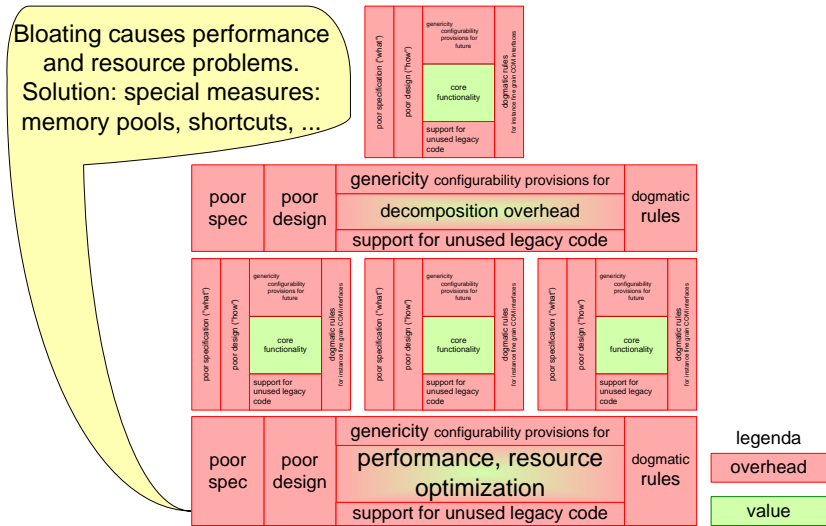 Bloating causes performance
and resource problems.
Solution: special measures:
memory pools, shortcuts, ...
poor specification ("what")
poor design ("how")
genericity
configurability
provisions for
future
core
functionality
support for
unused legacy
code
dogmatic rules
for instance fine grain COM interfaces
poor
spec
poor
design
genericity configurability provisions for
decomposition overhead
support for unused legacy code
dogmatic
rules
poor specification ("what")
poor design ("how")
genericity
configurability
provisions for
future
core
functionality
support for
unused legacy
code
dogmatic rules
for instance fine grain COM interfaces
poor specification ("what")
poor design ("how")
genericity
configurability
provisions for
future
core
functionality
support for
unused legacy
code
dogmatic rules
for instance fine grain COM interfaces
poor specification ("what")
poor design ("how")
genericity
configurability
provisions for
future
core
functionality
support for
unused legacy
code
dogmatic rules
for instance fine grain COM interfaces
poor
spec
poor
design
genericity configurability provisions for
performance, resource
optimization
support for unused legacy code
dogmatic
rules
legenda
overhead
value